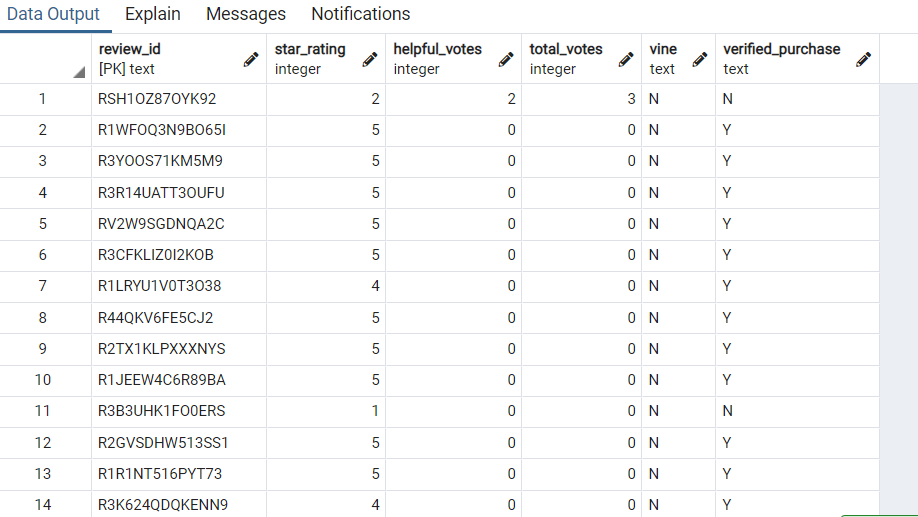 Data Output Explain Messages Notifications
review_id star_rating helpful_votes total_votes vine verified_purchase
[PK] text integer integer integer text text
1 RSH1OZ87OYK92 2 2 3 N N
2 R1WFOQ3N9BO65I 5 0 0 N Y
3 R3YOOS71KM5M9 5 0 0 N Y
4 R3R14UATT3OUFU 5 0 0 N Y
5 RV2W9SGDNQA2C 5 0 0 N Y
6 R3CFKLIZ0I2KOB 5 0 0 N Y
7 R1LRYU1V0T3O38 4 0 0 N Y
8 R44QKV6FE5CJ2 5 0 0 N Y
9 R2TX1KLPXXXNYS 5 0 0 N Y
10 R1JEEW4C6R89BA 5 0 0 N Y
11 R3B3UHK1FO0ERS 1 0 0 N N
12 R2GVSDHW513SS1 5 0 0 N Y
13 R1R1NT516PYT73 5 0 0 N Y
14 R3K624QDQKENN9 4 0 0 N Y